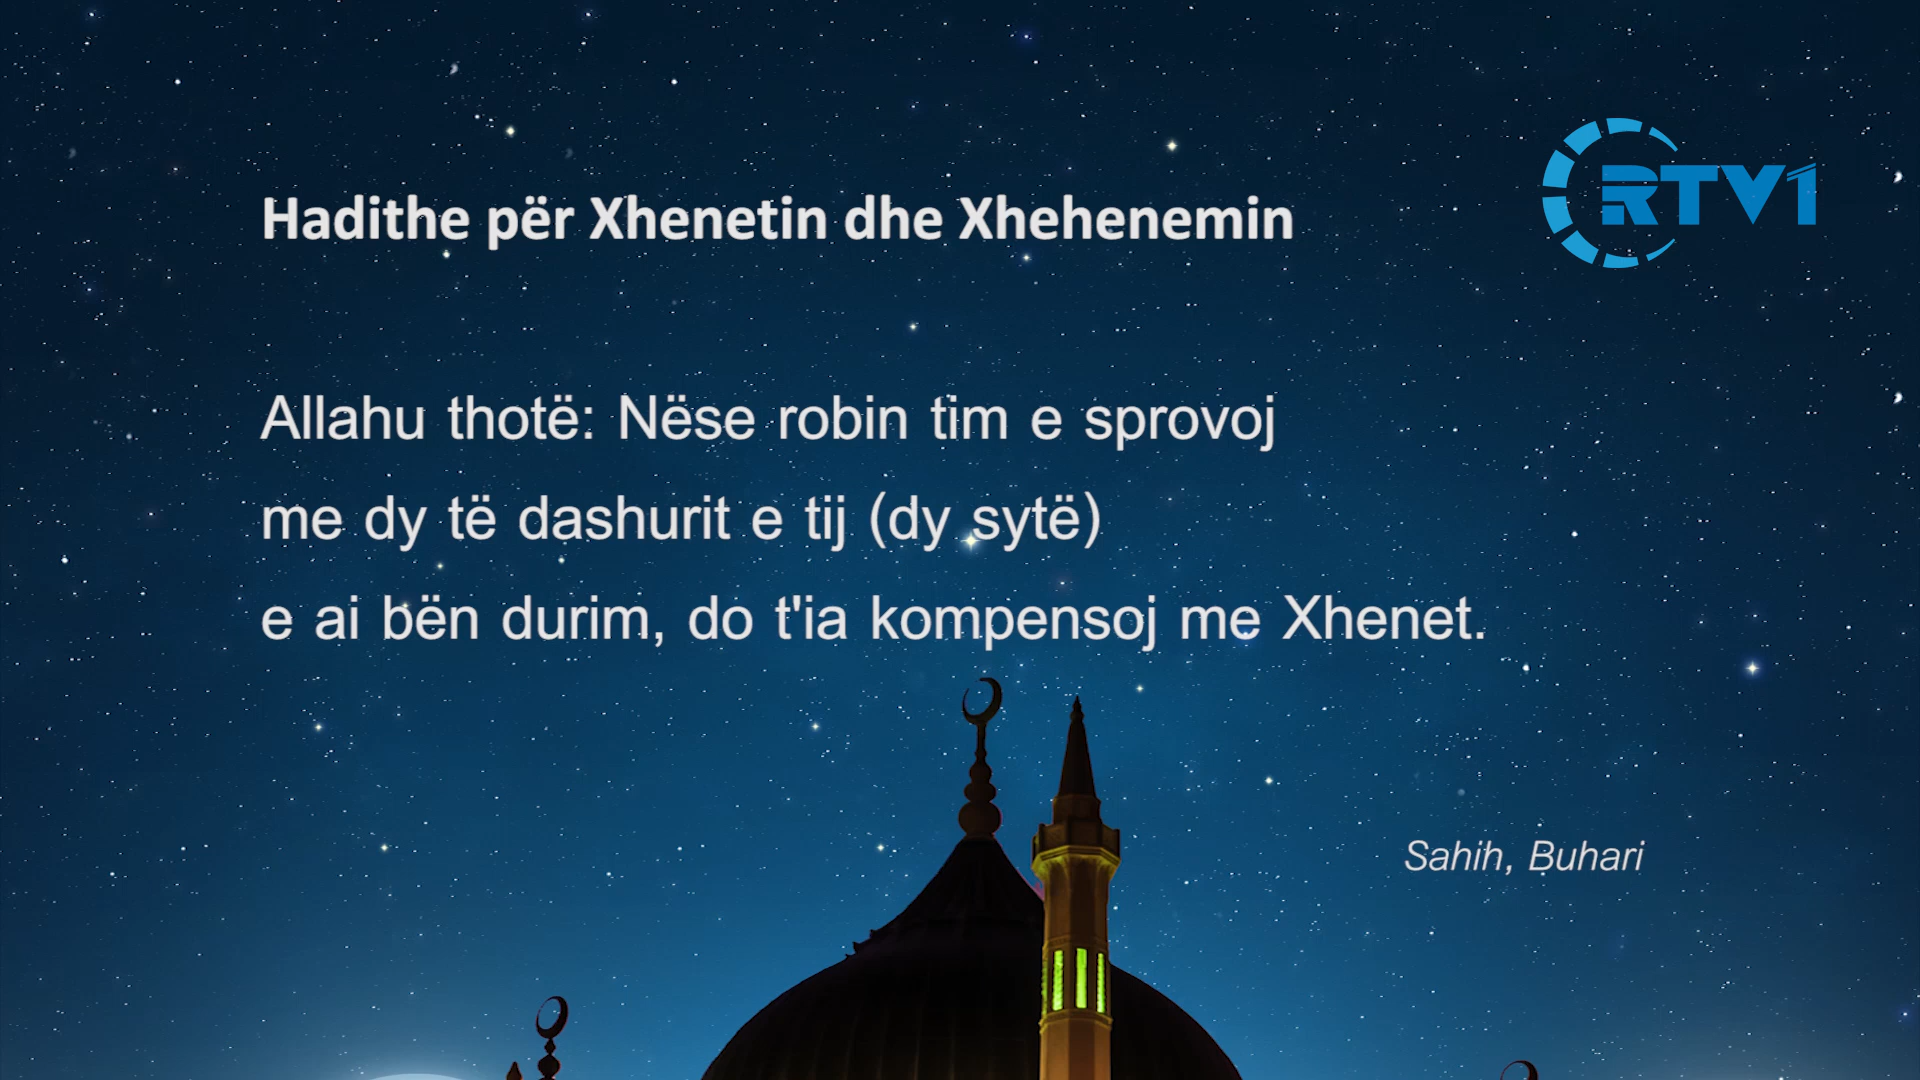 RTV1
Hadithe për Xhenetin dhe Xhehenemin
Allahu thotë: Nëse robin tim e sprovoj
me dy të dashurit e tij (dy sytë)
e ai bën durim, do t'ia kompensoj me Xhenet.
Sahih, Buhari